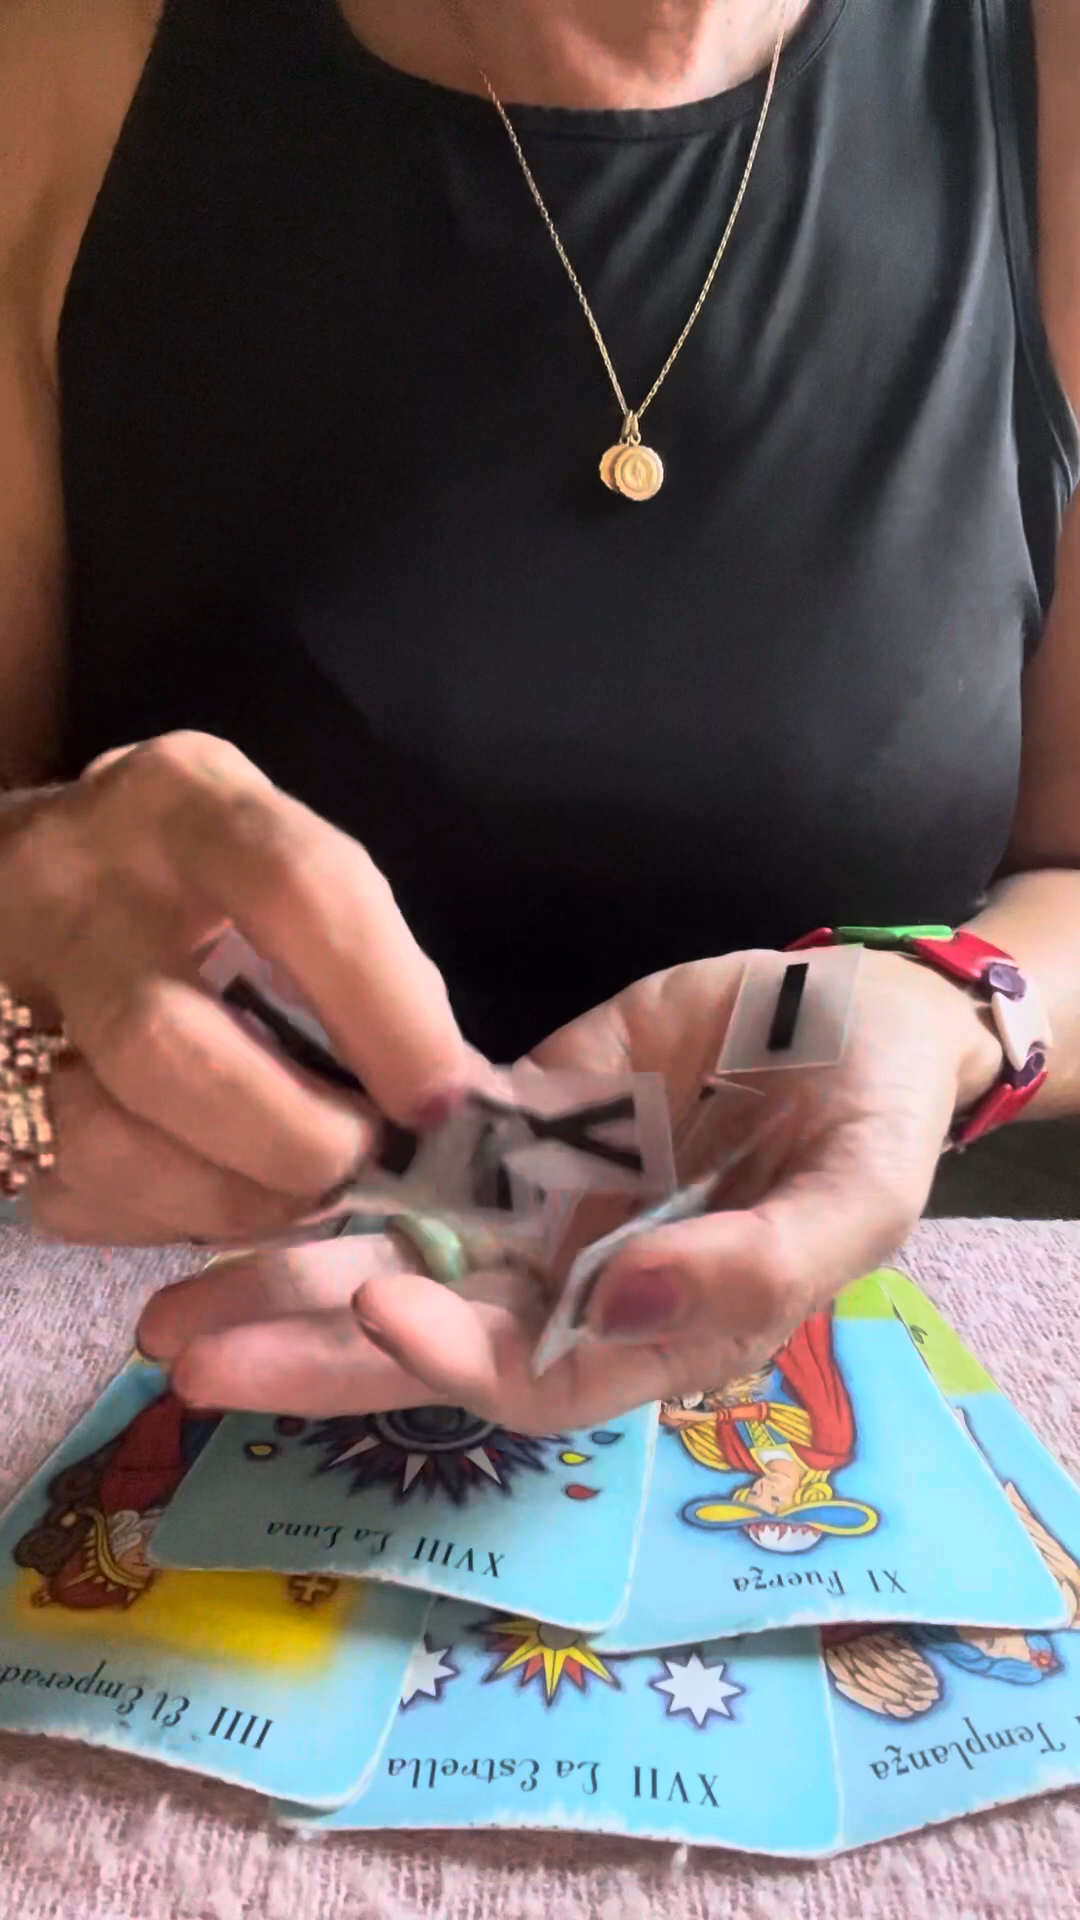 I
X
XVIII La Luna
XI Fuerza
IIII El Emperad
XVII La Estrella
Templanza